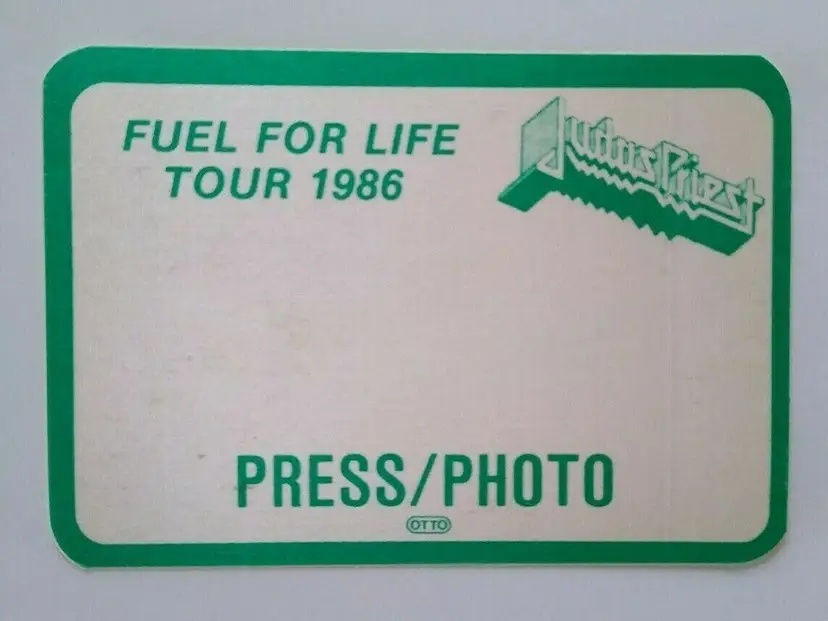 FUEL FOR LIFE
TOUR 1986
Judas Priest
PRESS/PHOTO
OTTO